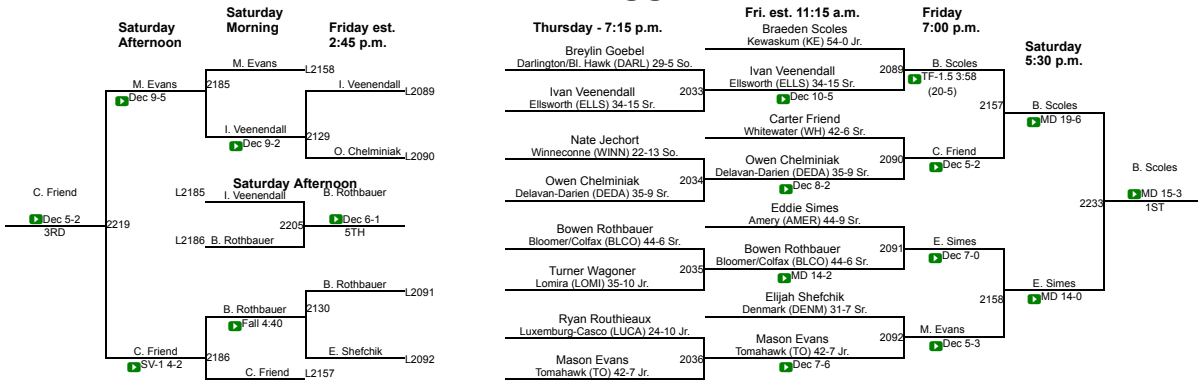 Saturday
Afternoon
Saturday
Morning
Friday est.
2:45 p.m.
M. Evans
L2158
M. Evans
2185
Dec 9-5
I. Veenendall
L2089
I. Veenendall
2129
Dec 9-2
O. Chelminiak
L2090
Saturday Afternoon
C. Friend
L2185
I. Veenendall
B. Rothbauer
Dec 5-2
2219
2205
Dec 6-1
3RD
5TH
L2186
B. Rothbauer
B. Rothbauer
L2091
B. Rothbauer
2130
Fall 4:40
C. Friend
2186
E. Shefchik
L2092
SV-1 4-2
C. Friend
L2157
Thursday - 7:15 p.m.
Fri. est. 11:15 a.m.
Friday
7:00 p.m.
Saturday
5:30 p.m.
Breylin Goebel
Darlington/Bl. Hawk (DARL) 29-5 So.
2033
Ivan Veenendall
Ellsworth (ELLS) 34-15 Sr.
Nate Jechort
Winneconne (WINN) 22-13 So.
2034
Owen Chelminiak
Delavan-Darien (DEDA) 35-9 Sr.
Bowen Rothbauer
Bloomer/Colfax (BLCO) 44-6 Sr.
2035
Turner Wagoner
Lomira (LOMI) 35-10 Jr.
Ryan Routhieaux
Luxemburg-Casco (LUCA) 24-10 Jr.
2036
Mason Evans
Tomahawk (TO) 42-7 Jr.
Braeden Scoles
Kewaskum (KE) 54-0 Jr.
Ivan Veenendall
2089
Ellsworth (ELLS) 34-15 Sr.
Dec 10-5
Carter Friend
Whitewater (WH) 42-6 Sr.
Owen Chelminiak
2090
Delavan-Darien (DEDA) 35-9 Sr.
Dec 8-2
Eddie Simes
Amery (AMER) 44-9 Sr.
Bowen Rothbauer
2091
Bloomer/Colfax (BLCO) 44-6 Sr.
MD 14-2
Elijah Shefchik
Denmark (DENM) 31-7 Sr.
Mason Evans
2092
Tomahawk (TO) 42-7 Jr.
Dec 7-6
B. Scoles
TF-1.5 3:58
(20-5)
2157
C. Friend
Dec 5-2
E. Simes
Dec 7-0
2158
M. Evans
Dec 5-3
B. Scoles
MD 19-6
2233
E. Simes
MD 14-0
B. Scoles
MD 15-3
1ST